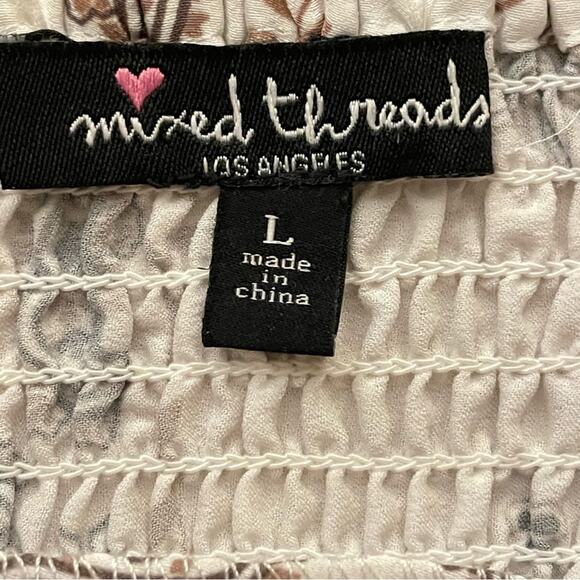 mixed threads
LOS ANGELES
L
made
in
china